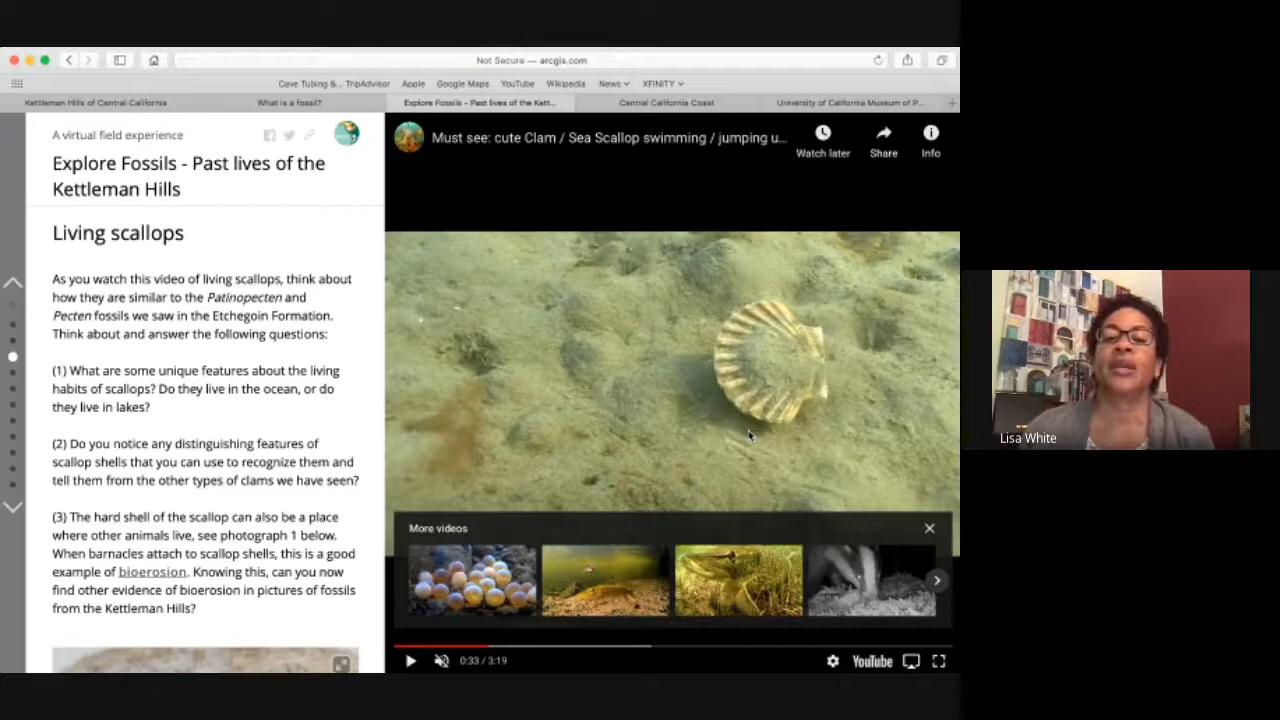 Not Secure — arcgis.com
Cave Tubing &... TripAdvisor Apple Google Maps YouTube Wikipedia News XFINITY
Kettleman Hills of Central California What is a fossil? Explore Fossils - Past lives of the Kett... Central California Coast University of California Museum of P...
A virtual field experience
Explore Fossils - Past lives of the
Kettleman Hills
Living scallops
As you watch this video of living scallops, think about
how they are similar to the Patinopecten and
Pecten fossils we saw in the Etchegoin Formation.
Think about and answer the following questions:
(1) What are some unique features about the living
habits of scallops? Do they live in the ocean, or do
they live in lakes?
(2) Do you notice any distinguishing features of
scallop shells that you can use to recognize them and
tell them from the other types of clams we have seen?
(3) The hard shell of the scallop can also be a place
where other animals live, see photograph 1 below.
When barnacles attach to scallop shells, this is a good
example of bioerosion. Knowing this, can you now
find other evidence of bioerosion in pictures of fossils
from the Kettleman Hills?
Must see: cute Clam / Sea Scallop swimming / jumping u...
Watch later Share Info
More videos
0:33 / 3:19
YouTube
Lisa White